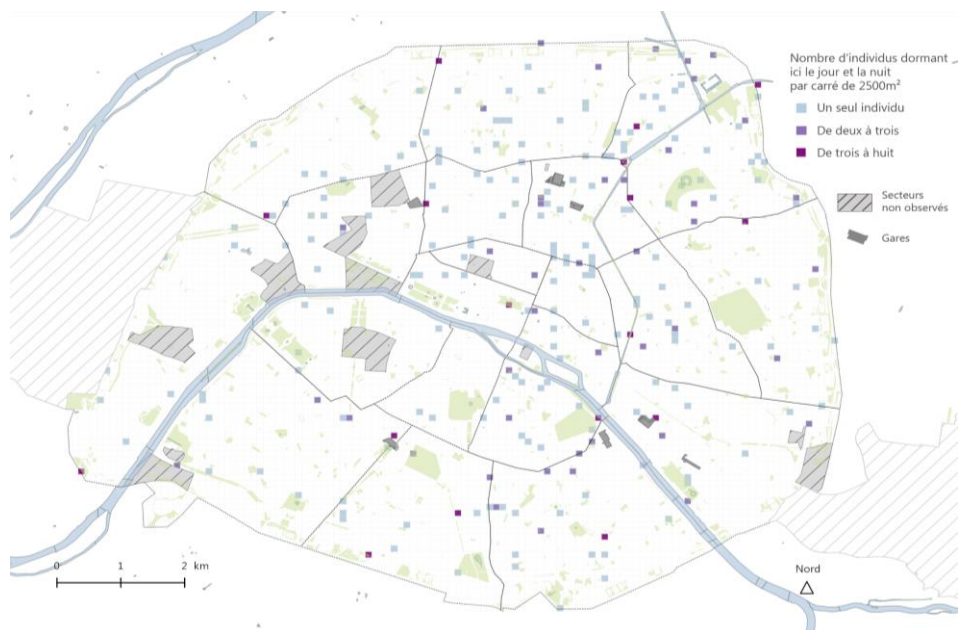 Nombre d'individus dormant
ici le jour et la nuit
par carré de 2500m²
Un seul individu
De deux à trois
De trois à huit
Secteurs
non observés
Gares
0 1 2 km
Nord